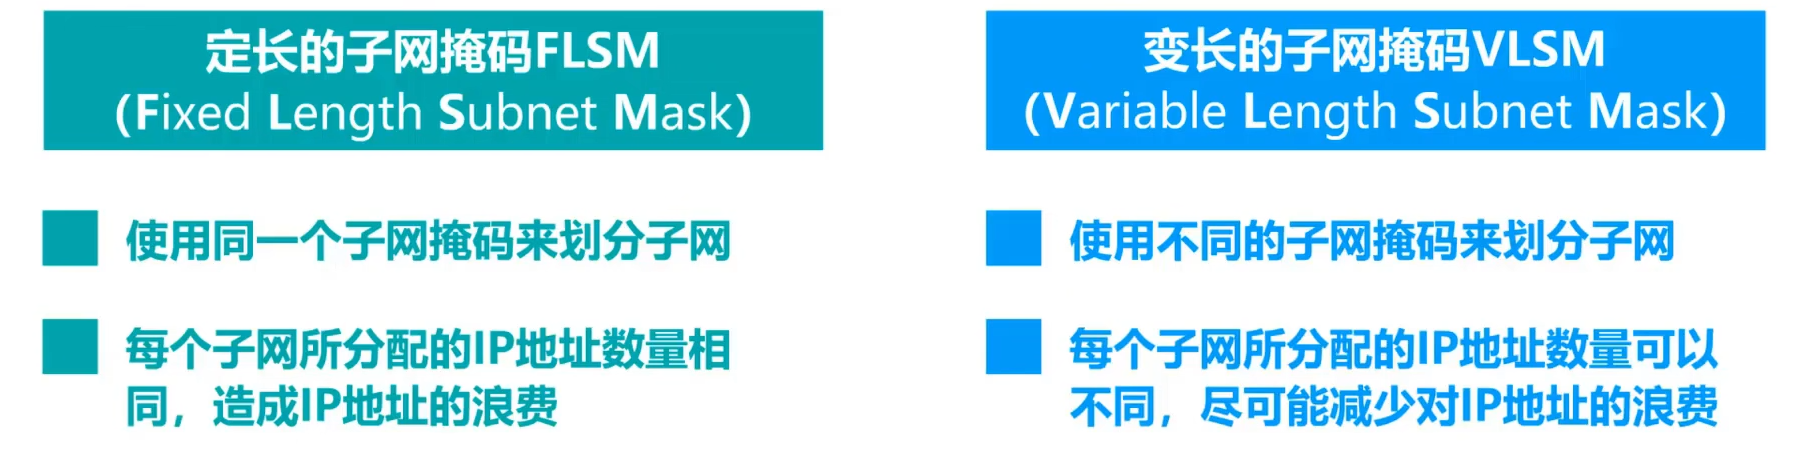 定长的子网掩码FLSM
(Fixed Length Subnet Mask)
使用同一个子网掩码来划分子网
每个子网所分配的IP地址数量相
同，造成IP地址的浪费
变长的子网掩码VLSM
(Variable Length Subnet Mask)
使用不同的子网掩码来划分子网
每个子网所分配的IP地址数量可以
不同，尽可能减少对IP地址的浪费